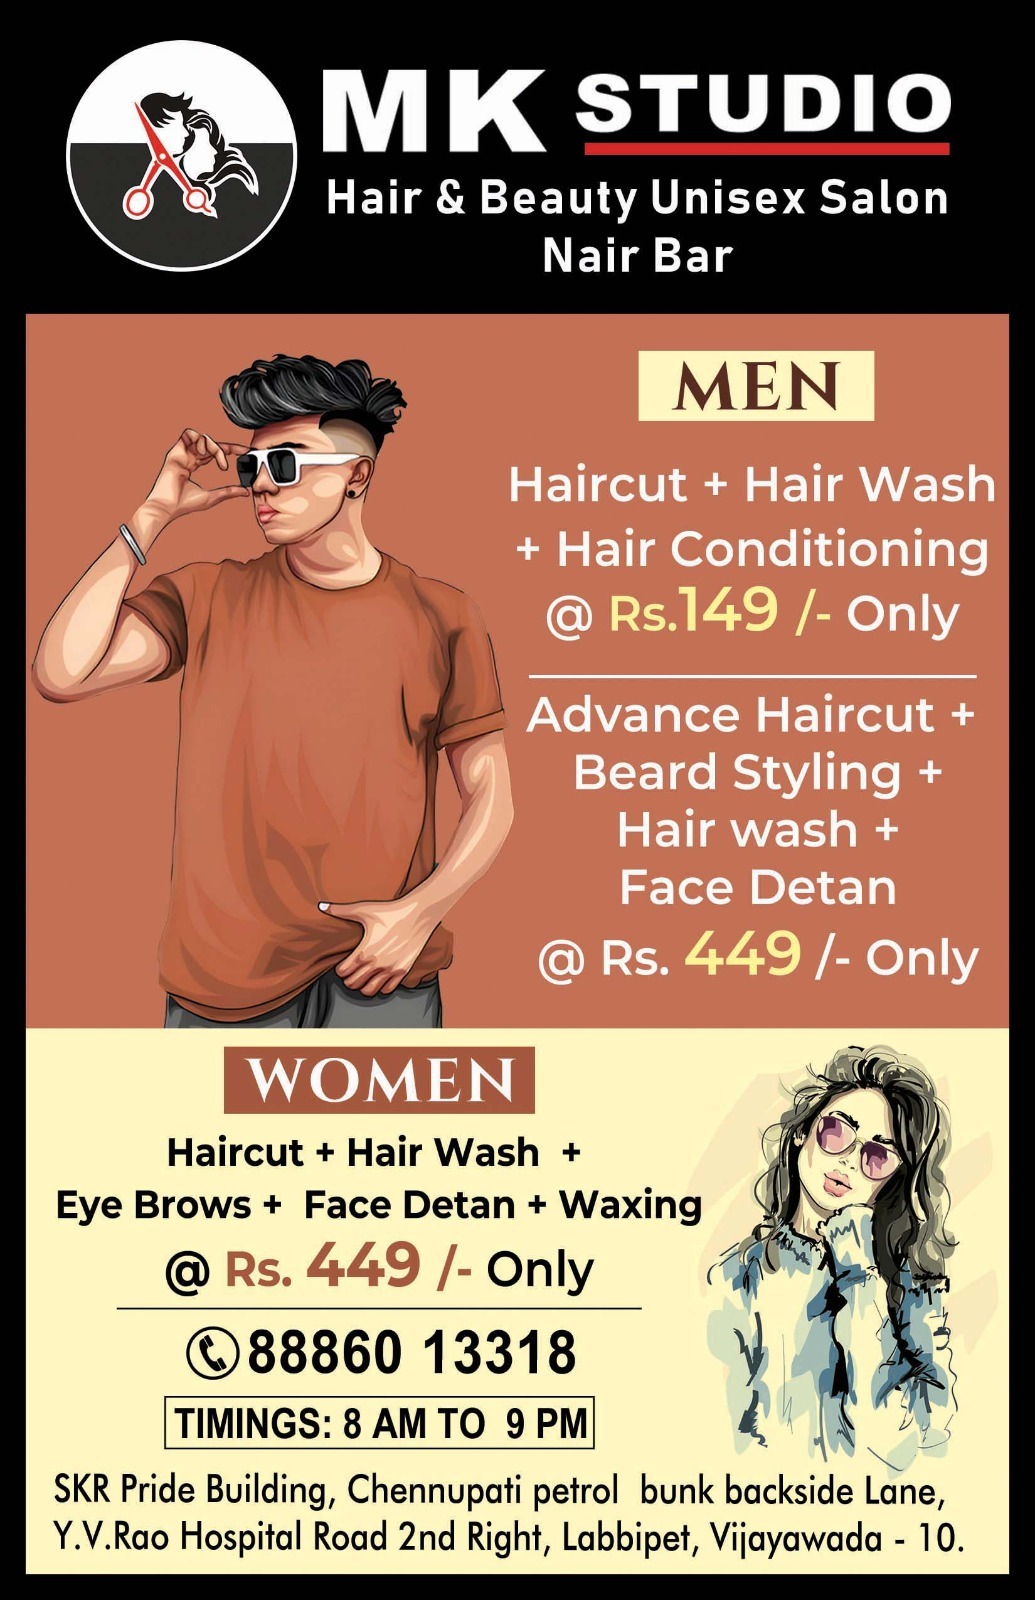 MK STUDIO
Hair & Beauty Unisex Salon
Nair Bar
MEN
Haircut + Hair Wash
+ Hair Conditioning
@ Rs.149 /- Only
Advance Haircut +
Beard Styling +
Hair wash +
Face Detan
@ Rs. 449 /- Only
WOMEN
Haircut + Hair Wash +
Eye Brows + Face Detan + Waxing
@ Rs. 449 /- Only
88860 13318
TIMINGS: 8 AM TO 9 PM
SKR Pride Building, Chennupati petrol bunk backside Lane,
Y.V.Rao Hospital Road 2nd Right, Labbipet, Vijayawada - 10.